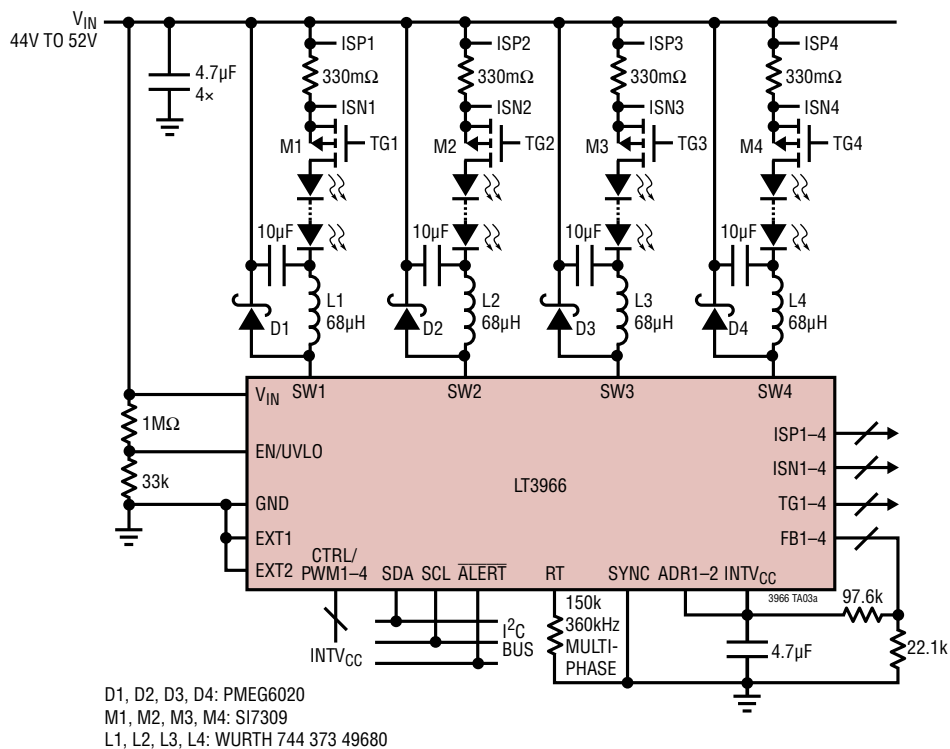 V_IN
44V TO 52V
4.7µF
4×
ISP1
330mΩ
ISN1
M1
TG1
10µF
D1
L1
68µH
ISP2
330mΩ
ISN2
M2
TG2
10µF
D2
L2
68µH
ISP3
330mΩ
ISN3
M3
TG3
10µF
D3
L3
68µH
ISP4
330mΩ
ISN4
M4
TG4
10µF
D4
L4
68µH
1MΩ
33k
V_IN
SW1
SW2
SW3
SW4
EN/UVLO
GND
EXT1
EXT2
LT3966
ISP1–4
ISN1–4
TG1–4
FB1–4
CTRL/
PWM1–4
SDA
SCL
ALERT
RT
SYNC
ADR1–2
INTV_CC
3966 TA03a
INTV_CC
I²C
BUS
150k
360kHz
MULTI-
PHASE
4.7µF
97.6k
22.1k
D1, D2, D3, D4: PMEG6020
M1, M2, M3, M4: SI7309
L1, L2, L3, L4: WURTH 744 373 49680